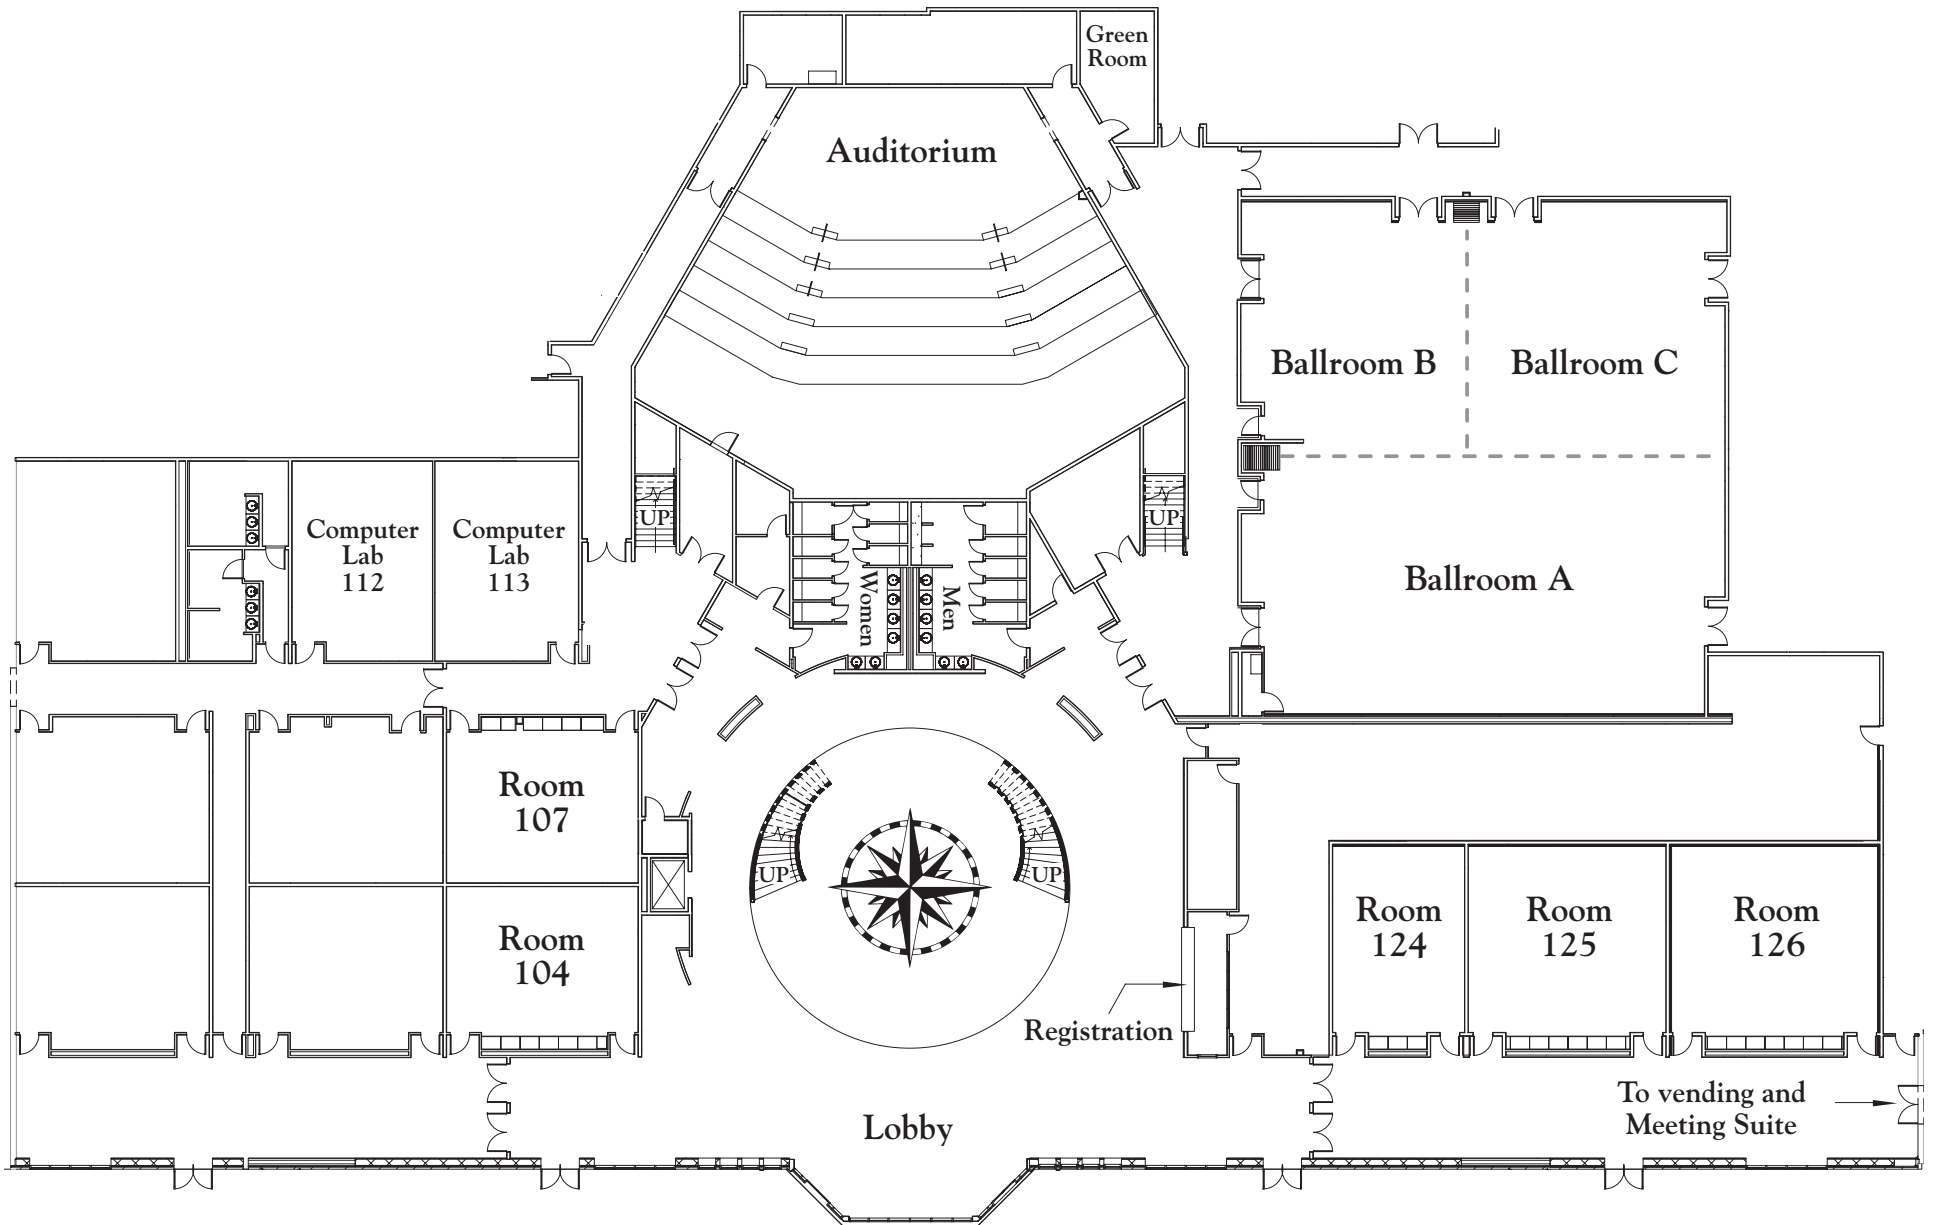 Green
Room
Auditorium
Ballroom B
Ballroom C
Computer
Lab
112
Computer
Lab
113
UP
UP
Women
Men
Ballroom A
Room
107
UP
UP
Room
104
Room
124
Room
125
Room
126
Registration
Lobby
To vending and
Meeting Suite